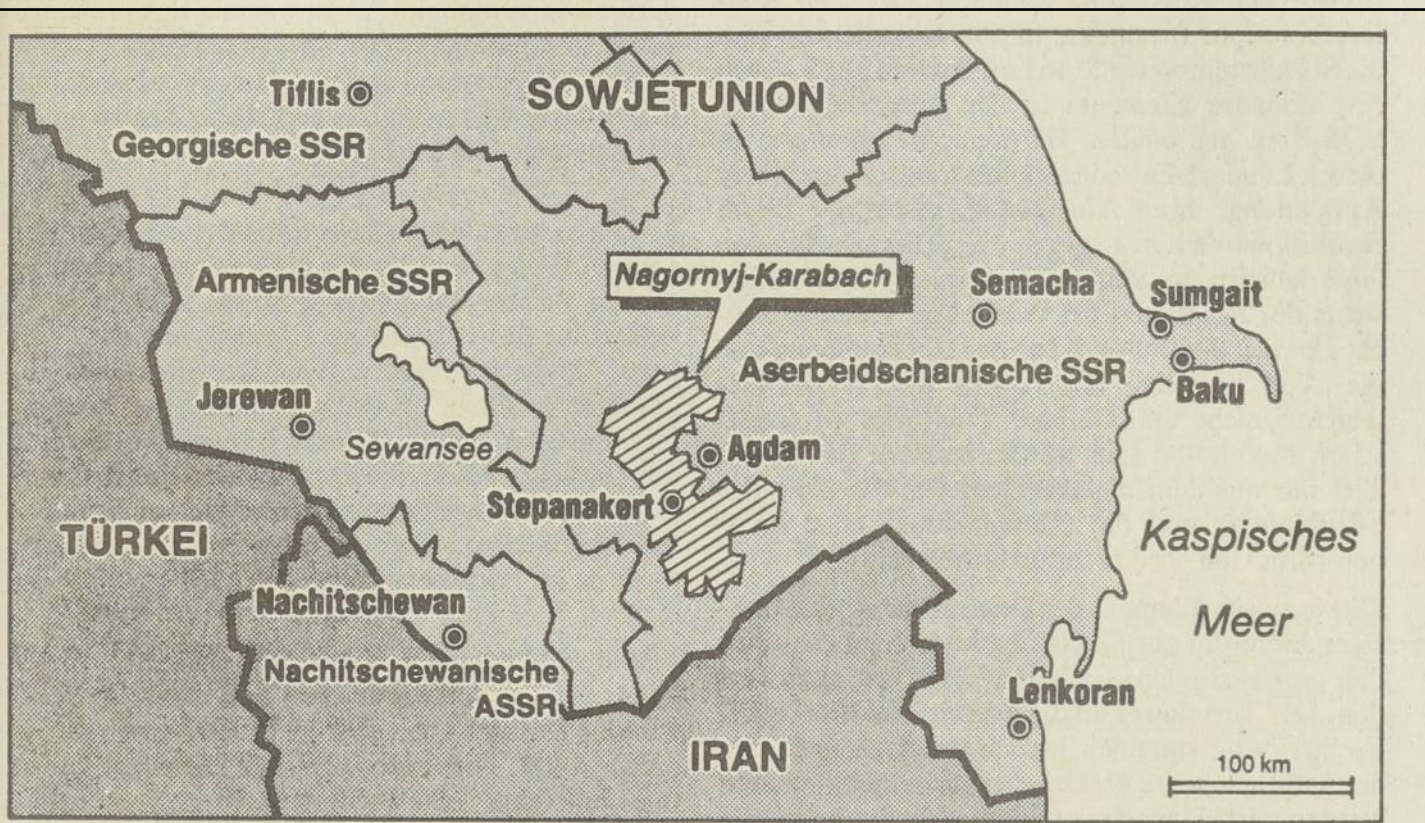 Tiflis
SOWJETUNION
Georgische SSR
Armenische SSR
Nagornyj-Karabach
Semacha
Sumgait
Aserbeidschanische SSR
Baku
Jerewan
Sewansee
Agdam
Stepanakert
TÜRKEI
Kaspisches
Meer
Nachitschewan
Nachitschewanische
ASSR
Lenkoran
IRAN
100 km